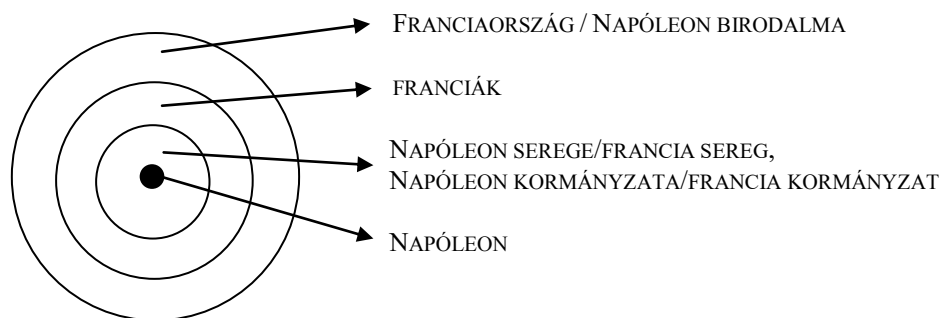 FRANCIAORSZÁG / NAPÓLEON BIRODALMA
FRANCIÁK
NAPÓLEON SEREGE/FRANCIA SEREG,
NAPÓLEON KORMÁNYZATA/FRANCIA KORMÁNYZAT
NAPÓLEON